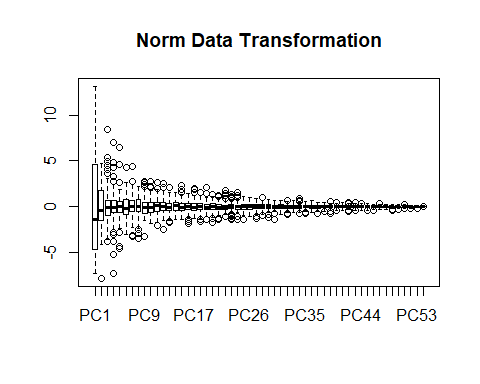 Norm Data Transformation
10
5
0
-5
PC1 PC9 PC17 PC26 PC35 PC44 PC53